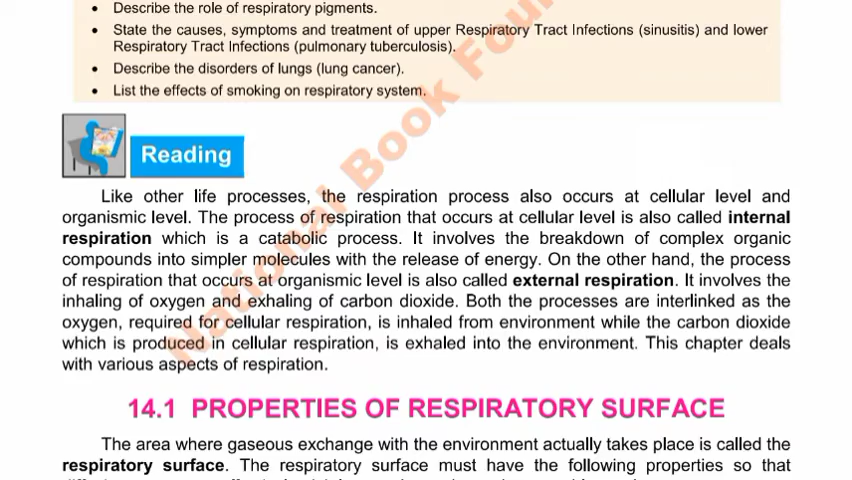 • Describe the role of respiratory pigments.
• State the causes, symptoms and treatment of upper Respiratory Tract Infections (sinusitis) and lower
Respiratory Tract Infections (pulmonary tuberculosis).
• Describe the disorders of lungs (lung cancer).
• List the effects of smoking on respiratory system.
Reading
Like other life processes, the respiration process also occurs at cellular level and
organismic level. The process of respiration that occurs at cellular level is also called internal
respiration which is a catabolic process. It involves the breakdown of complex organic
compounds into simpler molecules with the release of energy. On the other hand, the process
of respiration that occurs at organismic level is also called external respiration. It involves the
inhaling of oxygen and exhaling of carbon dioxide. Both the processes are interlinked as the
oxygen, required for cellular respiration, is inhaled from environment while the carbon dioxide
which is produced in cellular respiration, is exhaled into the environment. This chapter deals
with various aspects of respiration.
14.1 PROPERTIES OF RESPIRATORY SURFACE
The area where gaseous exchange with the environment actually takes place is called the
respiratory surface. The respiratory surface must have the following properties so that
National Book Foun